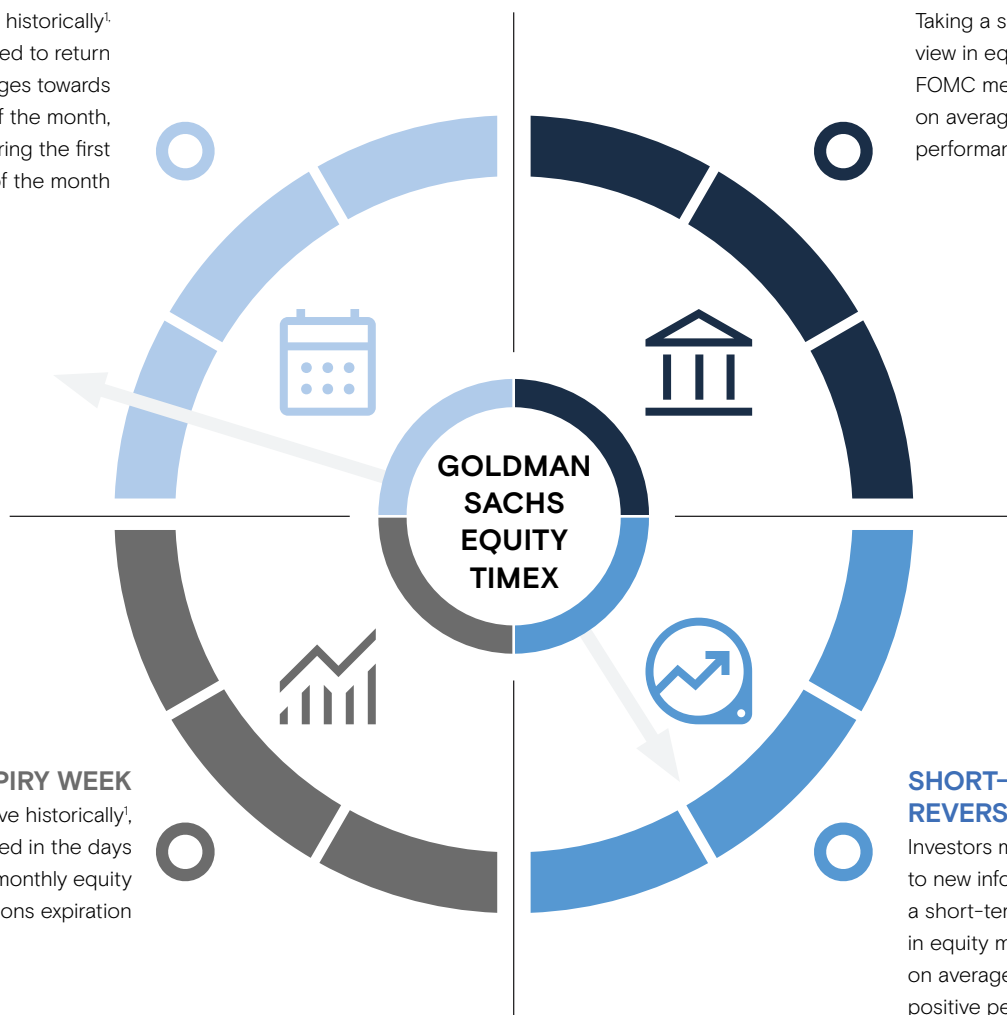 historically¹,
ed to return
ges towards
f the month,
ring the first
of the month
Taking a s
view in eq
FOMC me
on averag
performan
GOLDMAN
SACHS
EQUITY
TIMEX
PIRY WEEK
ve historically¹,
ed in the days
monthly equity
ons expiration
SHORT-
REVERS
Investors m
to new info
a short-ter
in equity m
on average
positive pe